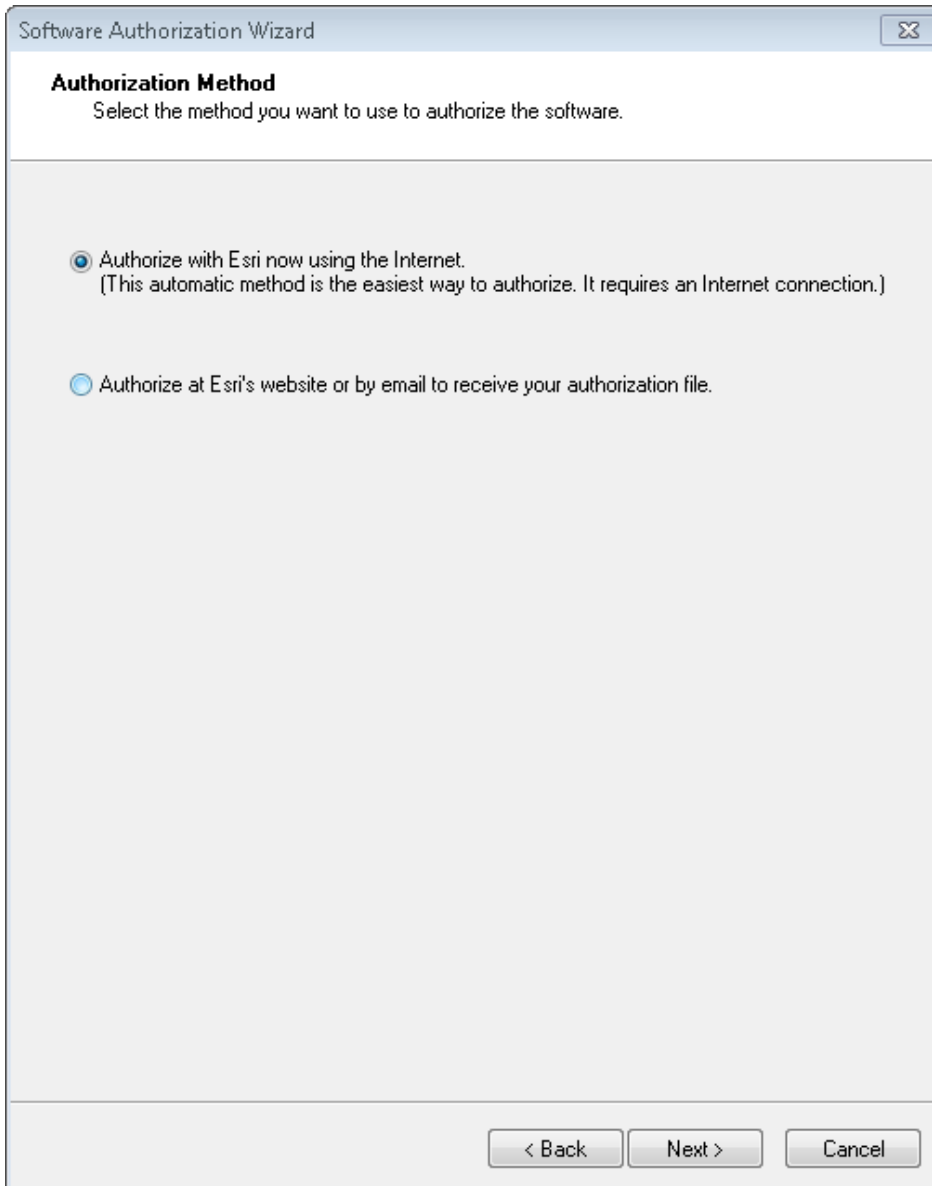 Software Authorization Wizard
Authorization Method
Select the method you want to use to authorize the software.
Authorize with Esri now using the Internet.
(This automatic method is the easiest way to authorize. It requires an Internet connection.)
Authorize at Esri's website or by email to receive your authorization file.
< Back Next > Cancel